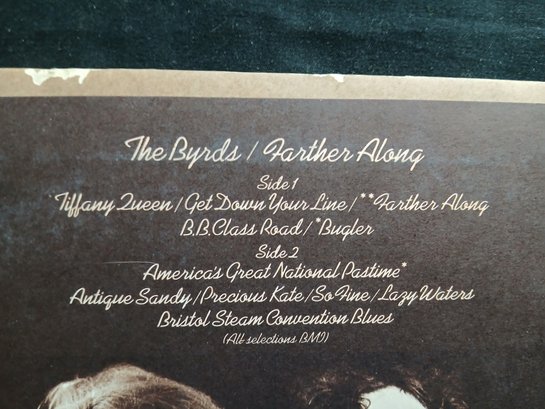 The Byrds / Farther Along
Side 1
Tiffany Queen / Get Down Your Line / **Farther Along
B.B. Class Road / *Bugler
Side 2
America's Great National Pastime*
Antique Sandy / Precious Kate / So Fine / Lazy Waters
Bristol Steam Convention Blues
(All selections BMI)